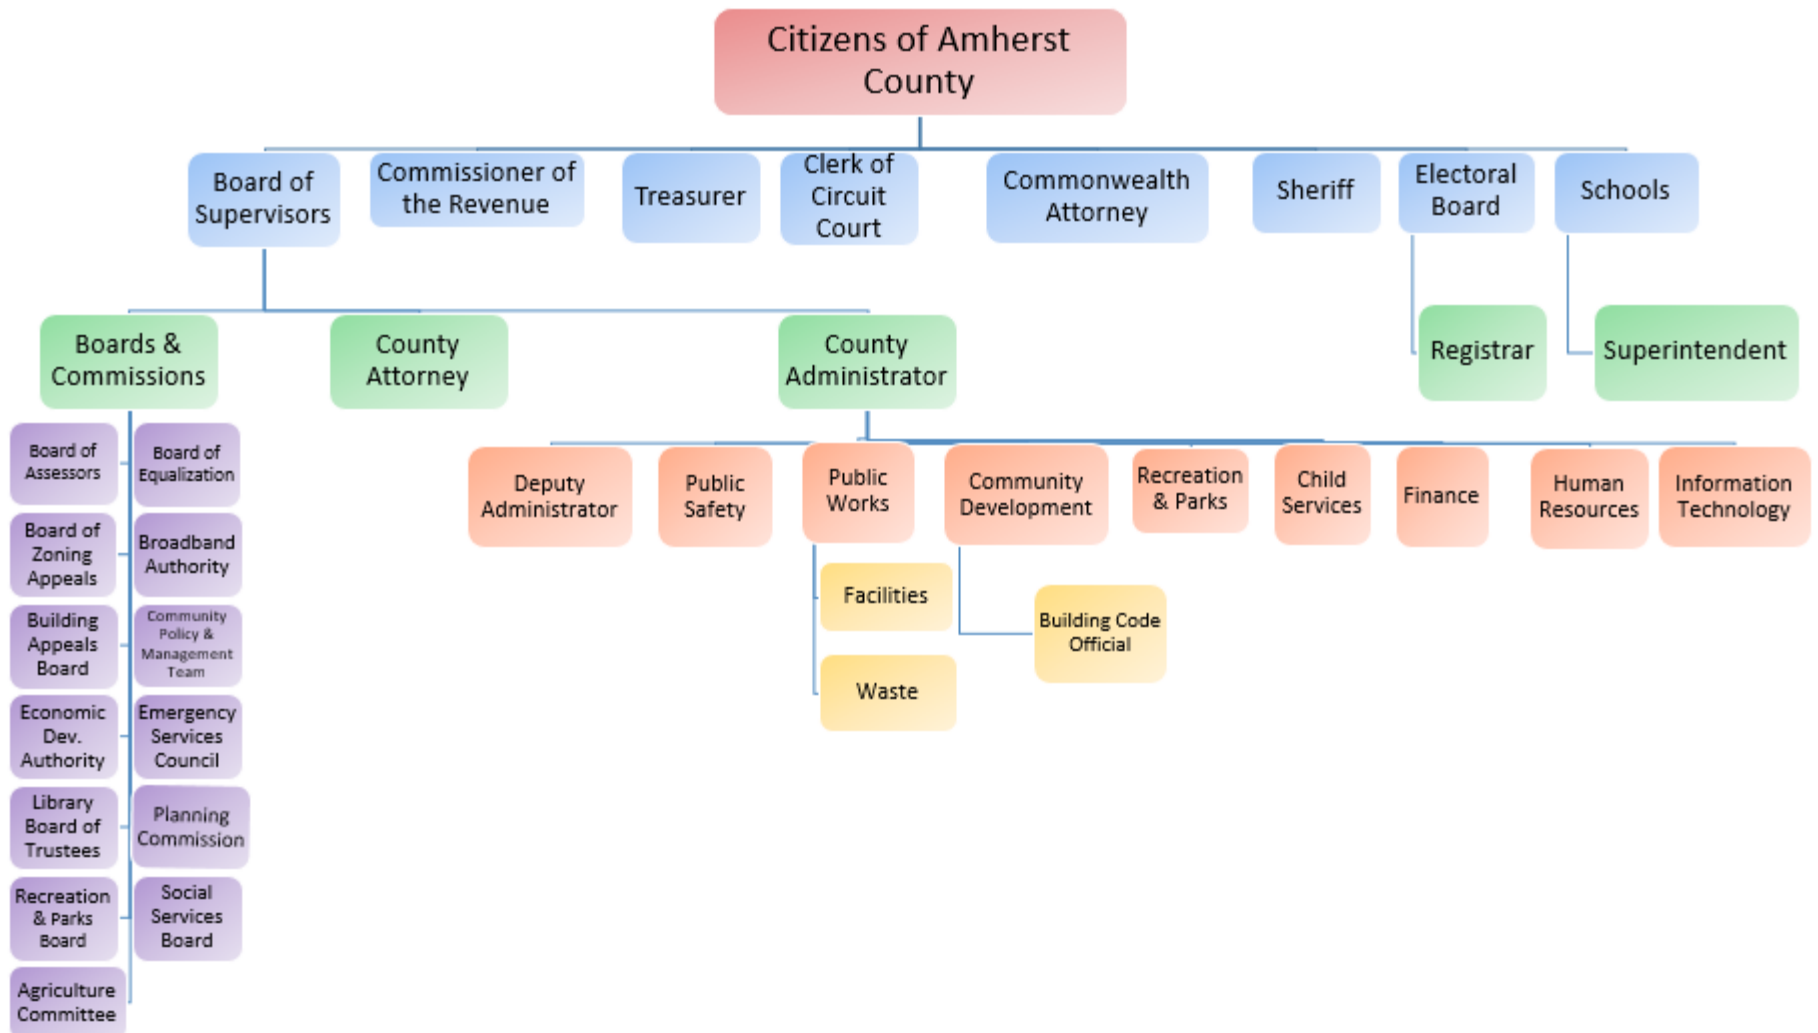 Citizens of Amherst
County
Board of
Supervisors
Commissioner of
the Revenue
Treasurer
Clerk of
Circuit
Court
Commonwealth
Attorney
Sheriff
Electoral
Board
Schools
Boards &
Commissions
County
Attorney
County
Administrator
Registrar
Superintendent
Board of
Assessors
Board of
Equalization
Board of
Zoning
Appeals
Broadband
Authority
Building
Appeals
Board
Community
Policy &
Management
Team
Economic
Dev.
Authority
Emergency
Services
Council
Library
Board of
Trustees
Planning
Commission
Recreation
& Parks
Board
Social
Services
Board
Agriculture
Committee
Deputy
Administrator
Public
Safety
Public
Works
Community
Development
Recreation
& Parks
Child
Services
Finance
Human
Resources
Information
Technology
Facilities
Waste
Building Code
Official